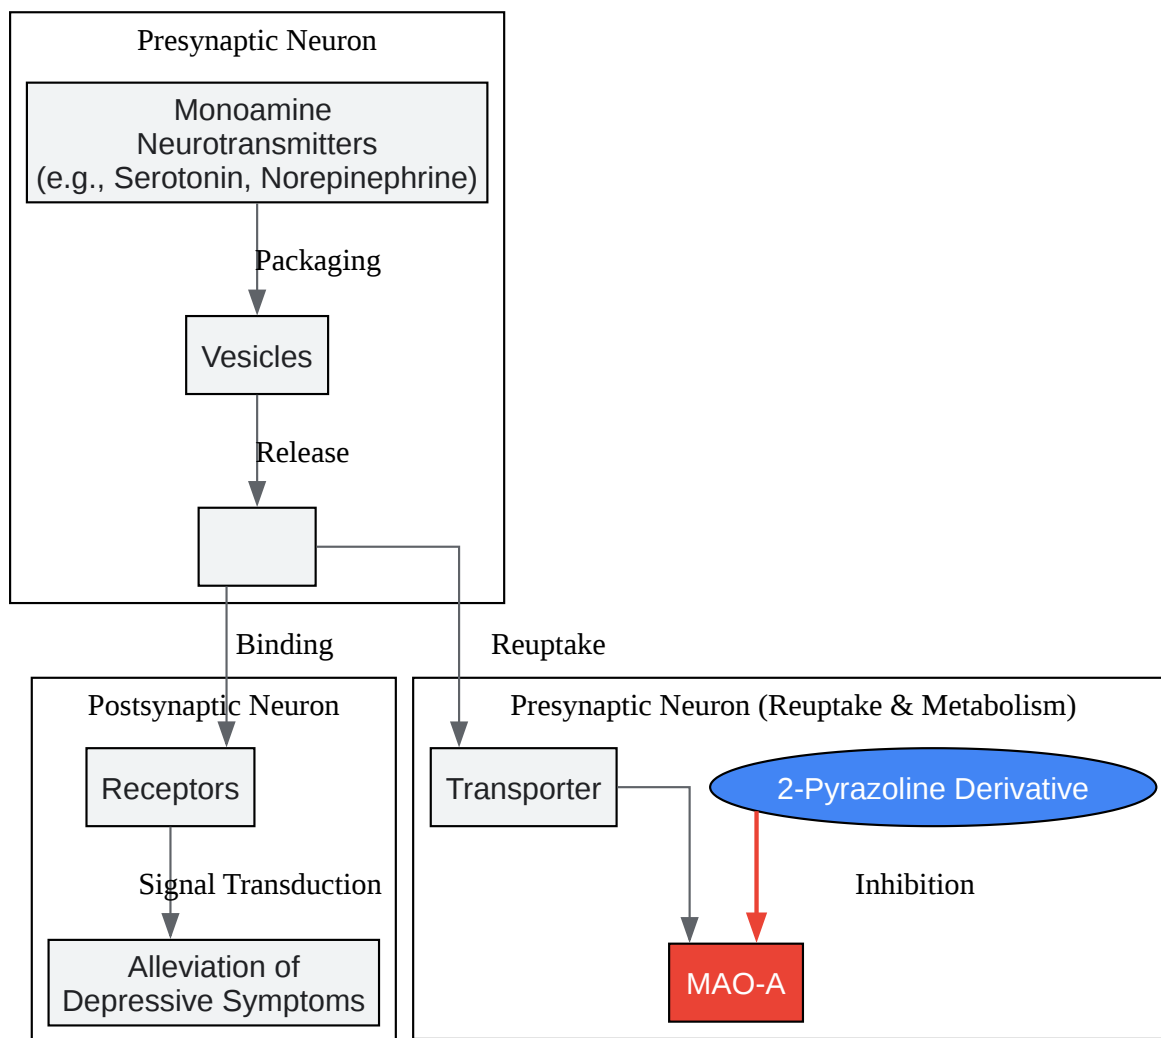 Presynaptic Neuron
Monoamine
Neurotransmitters
(e.g., Serotonin, Norepinephrine)
Packaging
Vesicles
Release
Binding
Reuptake
Postsynaptic Neuron
Receptors
Signal Transduction
Alleviation of
Depressive Symptoms
Presynaptic Neuron (Reuptake & Metabolism)
Transporter
2-Pyrazoline Derivative
Inhibition
MAO-A